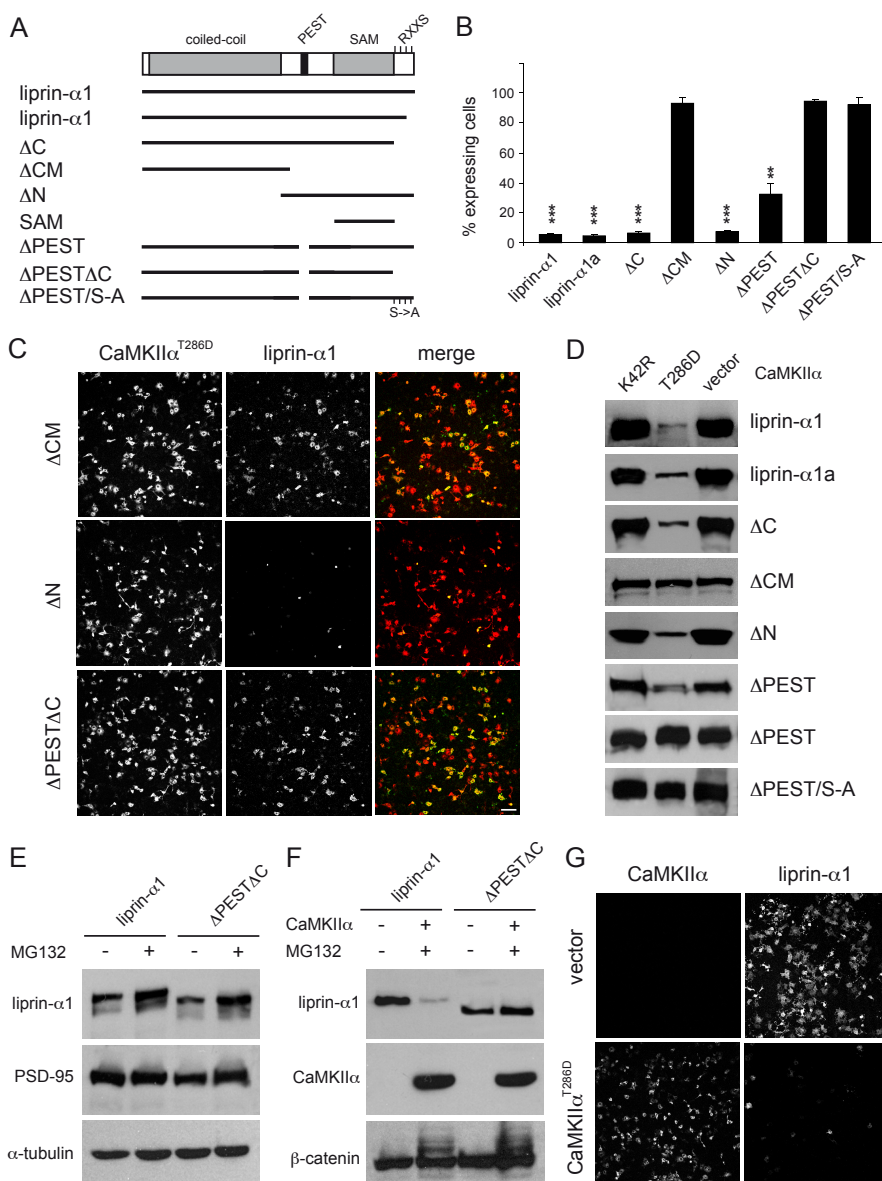 A
coiled-coil
PEST
SAM
RXXS
liprin-α1
liprin-α1
ΔC
ΔCM
ΔN
SAM
ΔPEST
ΔPESTΔC
ΔPEST/S-A
S->A
B
% expressing cells
100
80
60
40
20
0
***
***
***
***
**
liprin-α1
liprin-α1a
ΔC
ΔCM
ΔN
ΔPEST
ΔPESTΔC
ΔPEST/S-A
C
CaMKIIα^T286D
liprin-α1
merge
ΔCM
ΔN
ΔPESTΔC
D
K42R
T286D
vector
CaMKIIα
liprin-α1
liprin-α1a
ΔC
ΔCM
ΔN
ΔPEST
ΔPEST
ΔPEST/S-A
E
liprin-α1
ΔPESTΔC
MG132 - + - +
liprin-α1
PSD-95
α-tubulin
F
liprin-α1
ΔPESTΔC
CaMKIIα - + - +
MG132 - + - +
liprin-α1
CaMKIIα
β-catenin
G
CaMKIIα
liprin-α1
vector
CaMKIIα^T286D